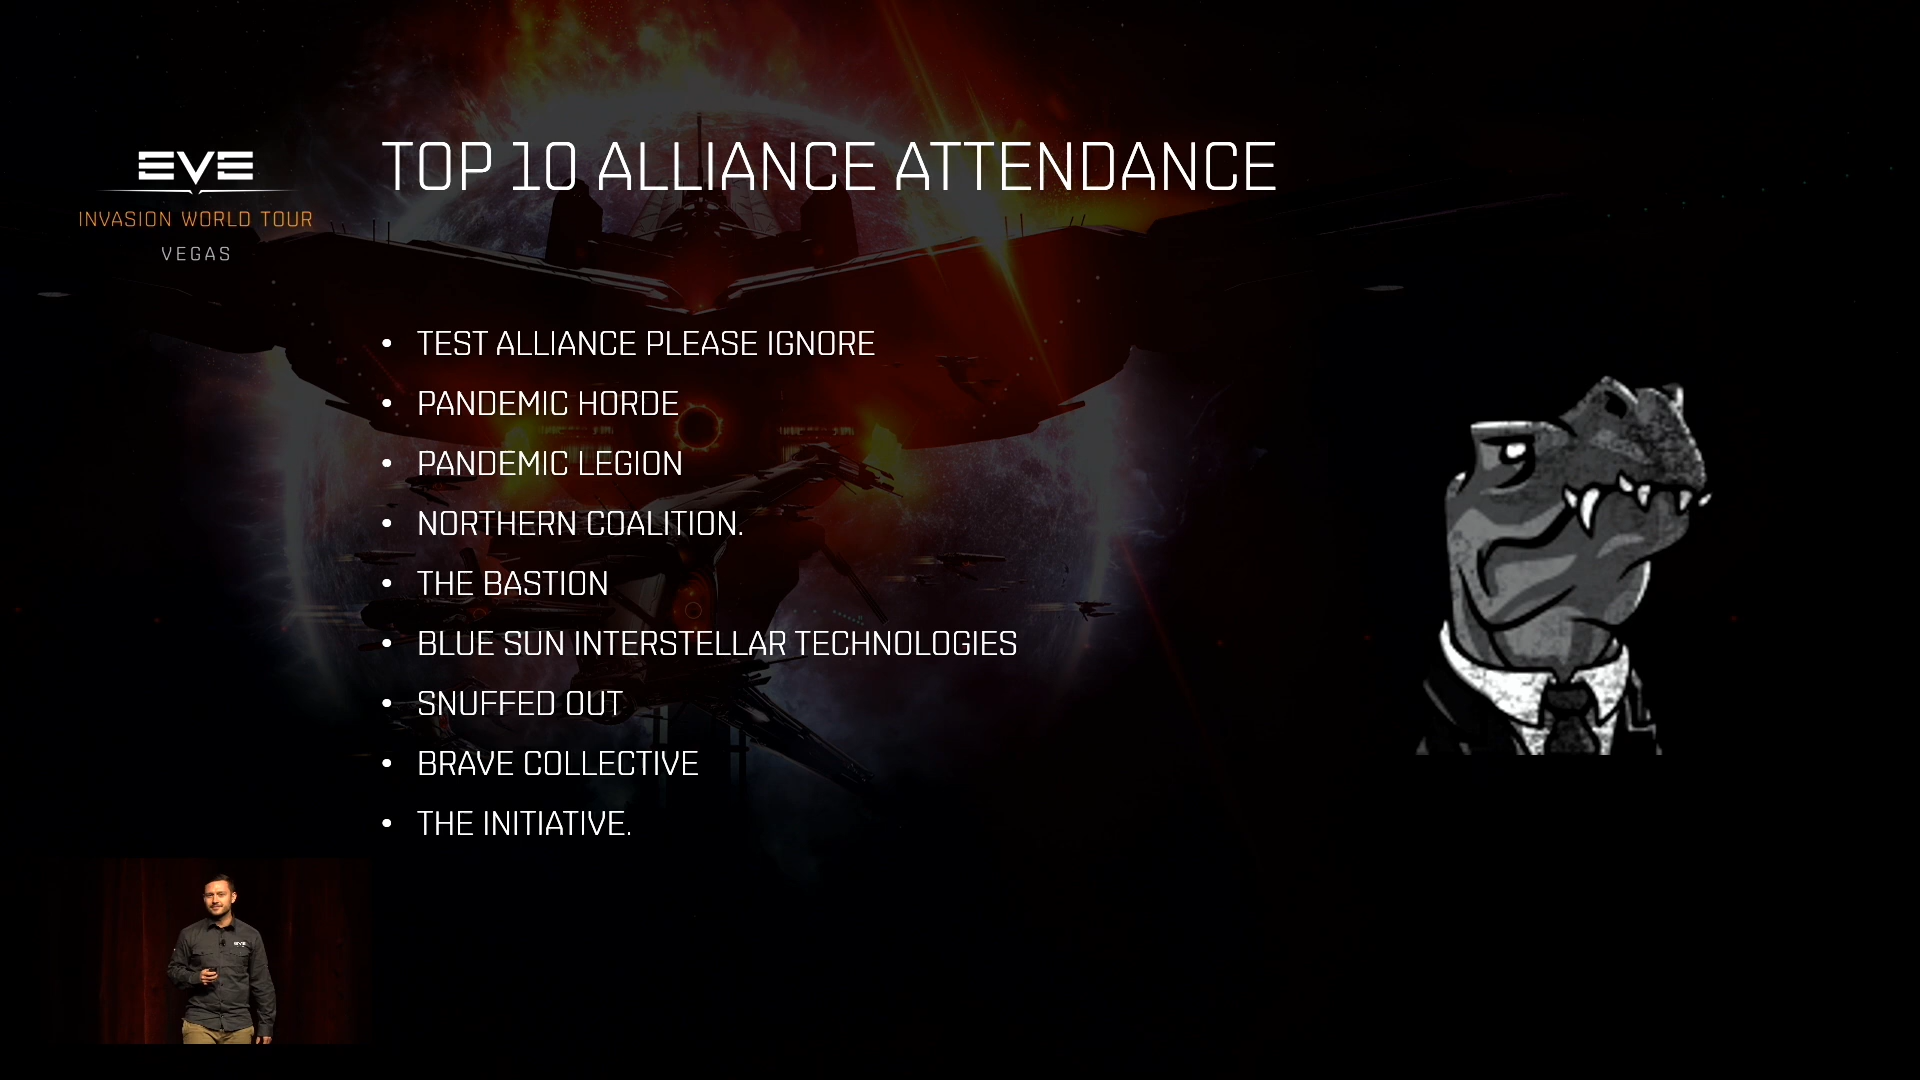 EVE
INVASION WORLD TOUR
VEGAS
TOP 10 ALLIANCE ATTENDANCE
• TEST ALLIANCE PLEASE IGNORE
• PANDEMIC HORDE
• PANDEMIC LEGION
• NORTHERN COALITION.
• THE BASTION
• BLUE SUN INTERSTELLAR TECHNOLOGIES
• SNUFFED OUT
• BRAVE COLLECTIVE
• THE INITIATIVE.
EVE